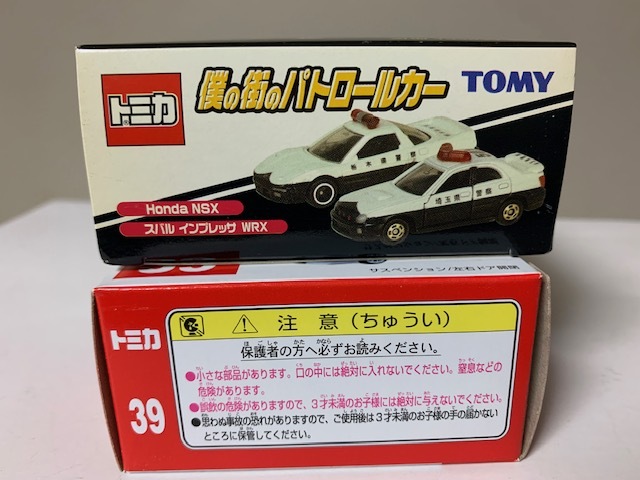 トミカ
僕の街のパトロールカー
TOMY
栃木県警察
埼玉県警察
Honda NSX
スバル インプレッサ WRX
39
サスペンション/左右ドア開閉
トミカ
39
注 意 (ちゅうい)
保護者の方へ必ずお読みください。
●小さな部品があります。口の中には絶対に入れないでください。窒息などの
危険があります。
●誤飲の危険がありますので、3才未満のお子様には絶対に与えないでください。
●思わぬ事故の恐れがありますので、ご使用後は3才未満のお子様の手の届かない
ところに保管してください。